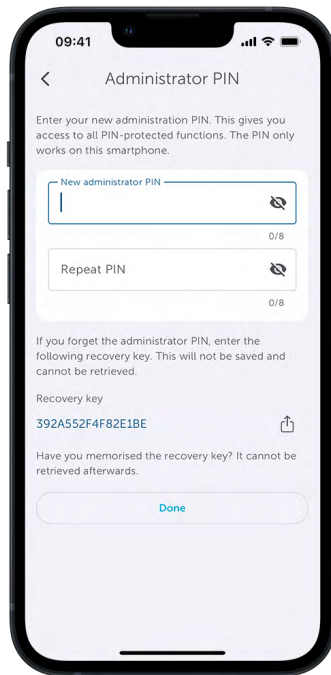 09:41
Administrator PIN
Enter your new administration PIN. This gives you
access to all PIN-protected functions. The PIN only
works on this smartphone.
New administrator PIN
0/8
Repeat PIN
0/8
If you forget the administrator PIN, enter the
following recovery key. This will not be saved and
cannot be retrieved.
Recovery key
392A552F4F82E1BE
Have you memorised the recovery key? It cannot be
retrieved afterwards.
Done